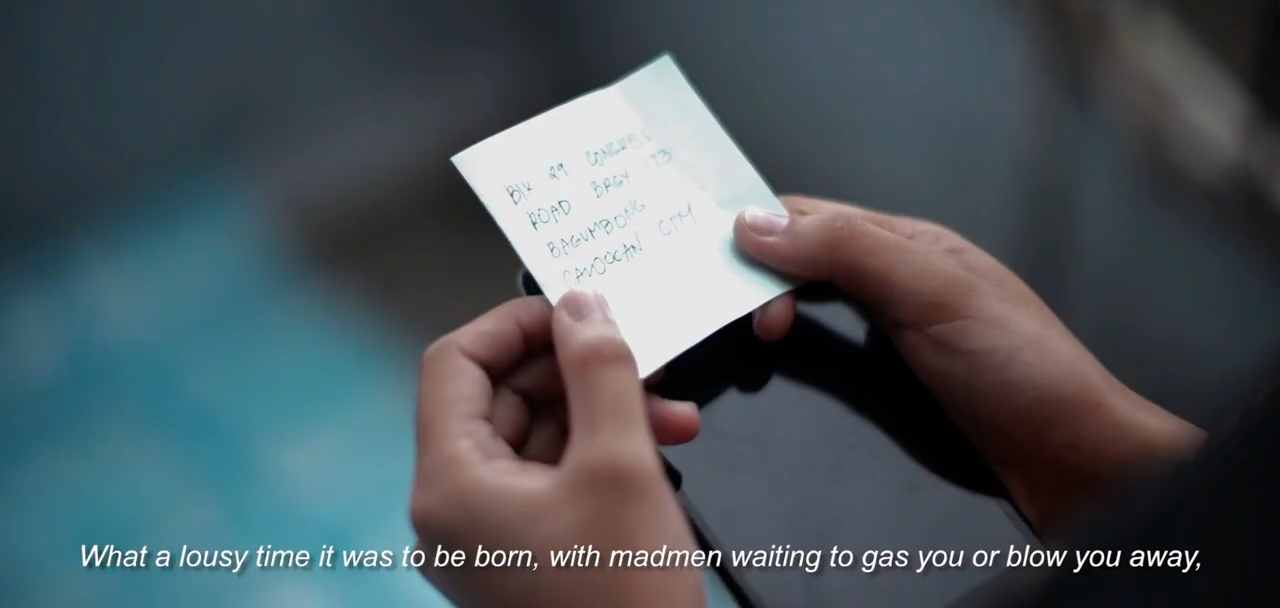 BLK 29 CONGRESS
ROAD BRGY 173
BAGUMBONG
CALOOCAN CITY
What a lousy time it was to be born, with madmen waiting to gas you or blow you away,